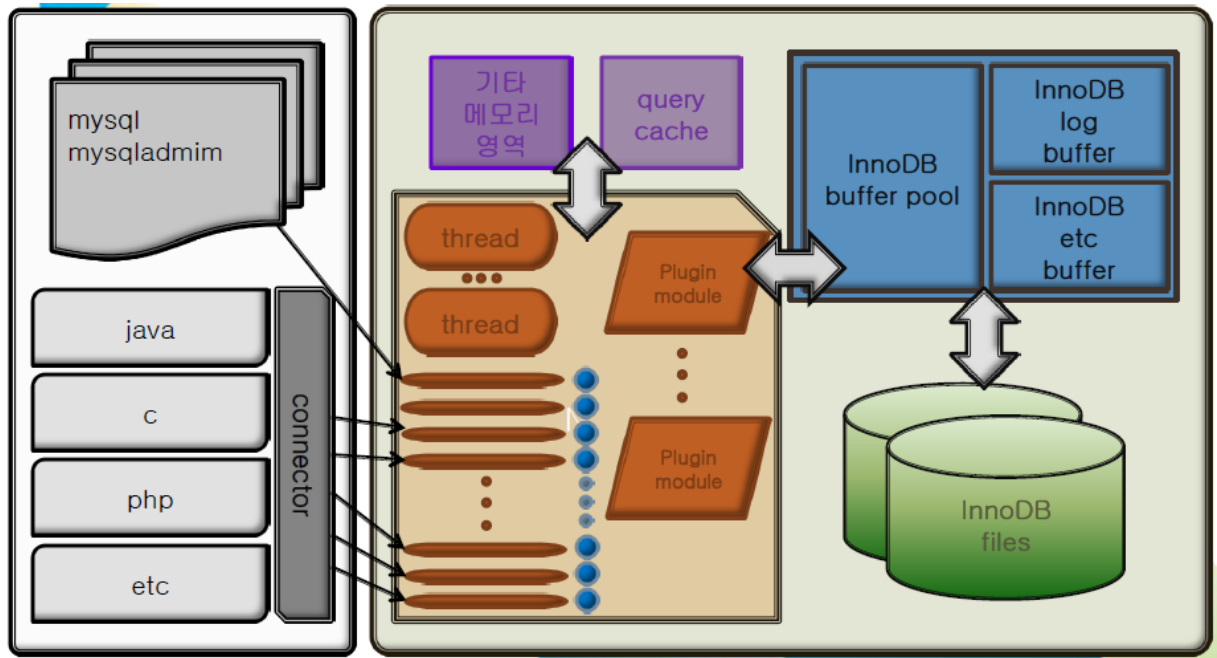 mysql
mysqladmim
java
c
php
etc
connector
기타
메모리
영역
query
cache
thread
thread
Plugin
module
Plugin
module
InnoDB
buffer pool
InnoDB
log
buffer
InnoDB
etc
buffer
InnoDB
files